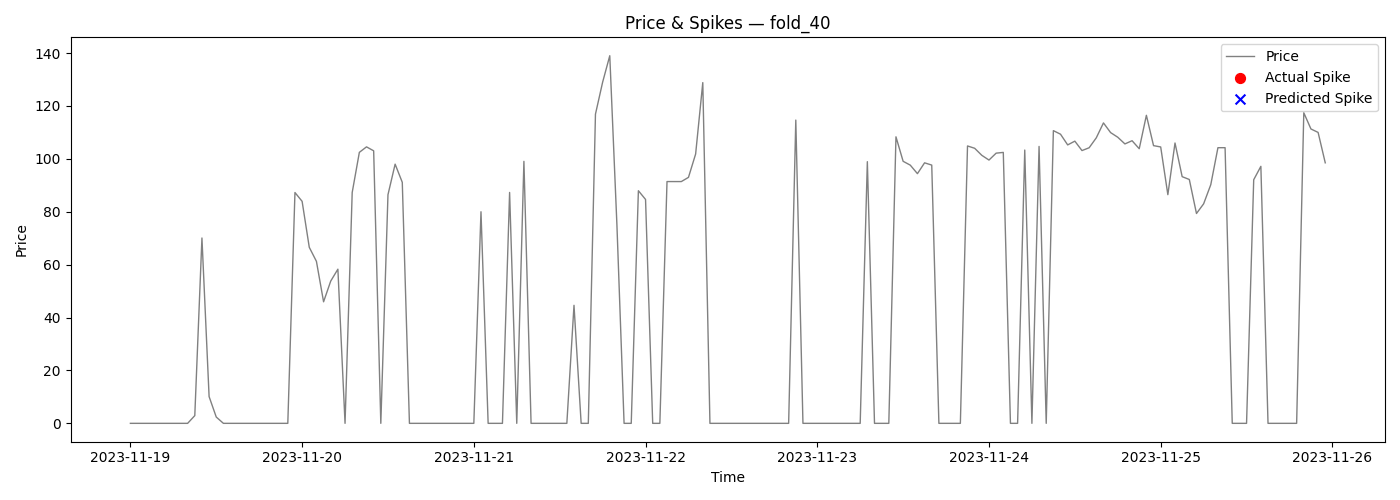 Price & Spikes — fold_40
Price
Actual Spike
Predicted Spike
140
120
100
80
60
40
20
0
Price
2023-11-19
2023-11-20
2023-11-21
2023-11-22
2023-11-23
2023-11-24
2023-11-25
2023-11-26
Time